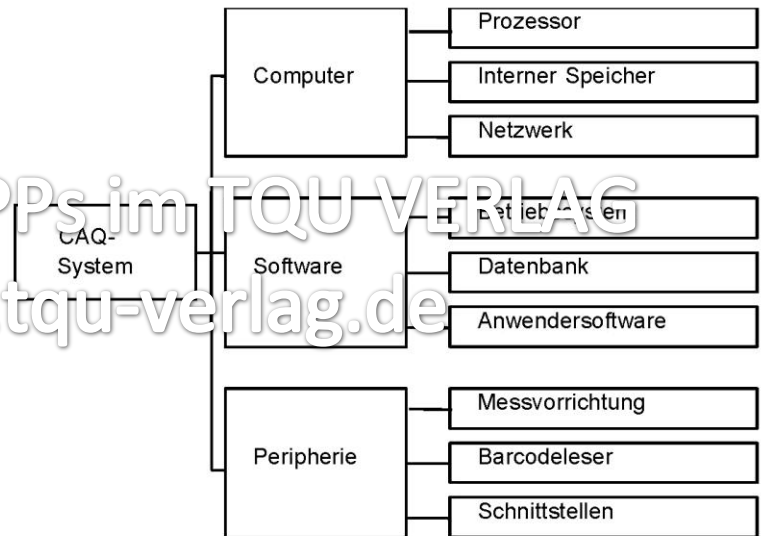 Prozessor
Computer
Interner Speicher
Netzwerk
PPs im TQU VERLAG
CAQ-
System
Software
Datenbank
.tqu-verlag.de
Anwendersoftware
Messvorrichtung
Peripherie
Barcodeleser
Schnittstellen